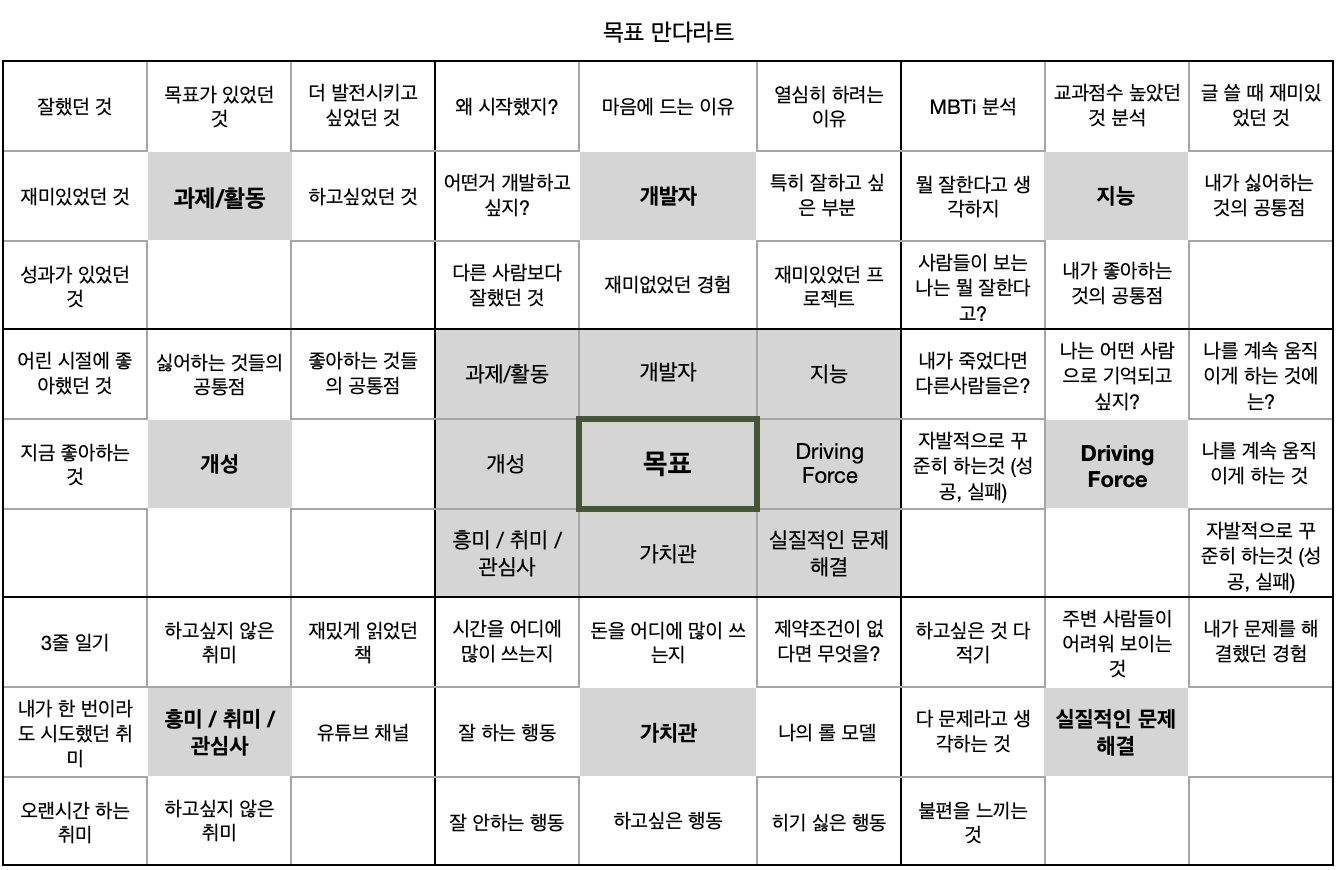 목표 만다라트
잘했던 것
목표가 있었던
것
더 발전시키고
싶었던 것
왜 시작했지?
마음에 드는 이유
열심히 하려는
이유
MBTi 분석
교과점수 높았던
것 분석
글 쓸 때 재미있
었던 것
재미있었던 것
과제/활동
하고싶었던 것
어떤거 개발하고
싶지?
개발자
특히 잘하고 싶
은 부분
뭘 잘한다고 생
각하지
지능
내가 싫어하는
것의 공통점
성과가 있었던
것
다른 사람보다
잘했던 것
재미없었던 경험
재미있었던 프
로젝트
사람들이 보는
나는 뭘 잘한다
고?
내가 좋아하는
것의 공통점
어린 시절에 좋
아했던 것
싫어하는 것들의
공통점
좋아하는 것들
의 공통점
과제/활동
개발자
지능
내가 죽었다면
다른사람들은?
나는 어떤 사람
으로 기억되고
싶지?
나를 계속 움직
이게 하는 것에
는?
지금 좋아하는
것
개성
개성
목표
Driving
Force
자발적으로 꾸
준히 하는것 (성
공, 실패)
Driving
Force
나를 계속 움직
이게 하는 것
흥미 / 취미 /
관심사
가치관
실질적인 문제
해결
자발적으로 꾸
준히 하는것 (성
공, 실패)
3줄 일기
하고싶지 않은
취미
재밌게 읽었던
책
시간을 어디에
많이 쓰는지
돈을 어디에 많이 쓰
는지
제약조건이 없
다면 무엇을?
하고싶은 것 다
적기
주변 사람들이
어려워 보이는
것
내가 문제를 해
결했던 경험
내가 한 번이라
도 시도했던 취
미
흥미 / 취미 /
관심사
유튜브 채널
잘 하는 행동
가치관
나의 롤 모델
다 문제라고 생
각하는 것
실질적인 문제
해결
오랜시간 하는
취미
하고싶지 않은
취미
잘 안하는 행동
하고싶은 행동
히기 싫은 행동
불편을 느끼는
것